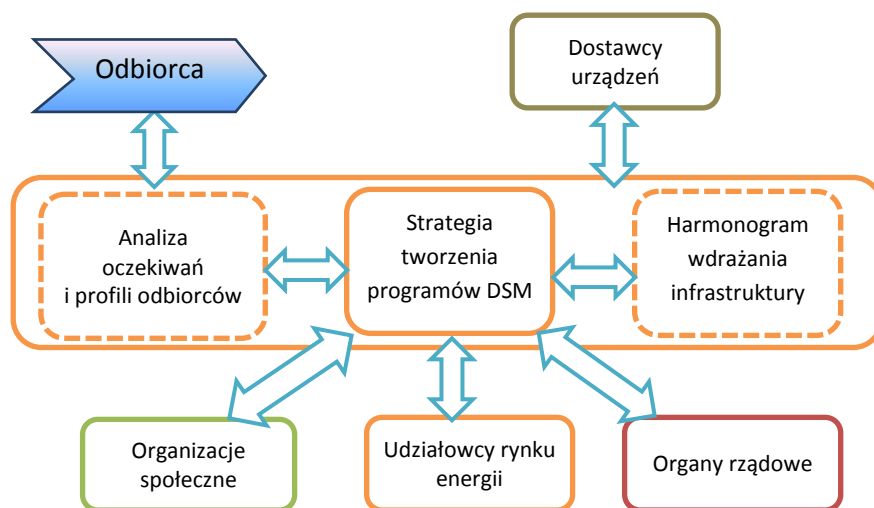 Odbiorca
Dostawcy
urządzeń
Analiza
oczekiwań
i profili odbiorców
Strategia
tworzenia
programów DSM
Harmonogram
wdrażania
infrastruktury
Organizacje
społeczne
Udziałowcy rynku
energii
Organy rządowe